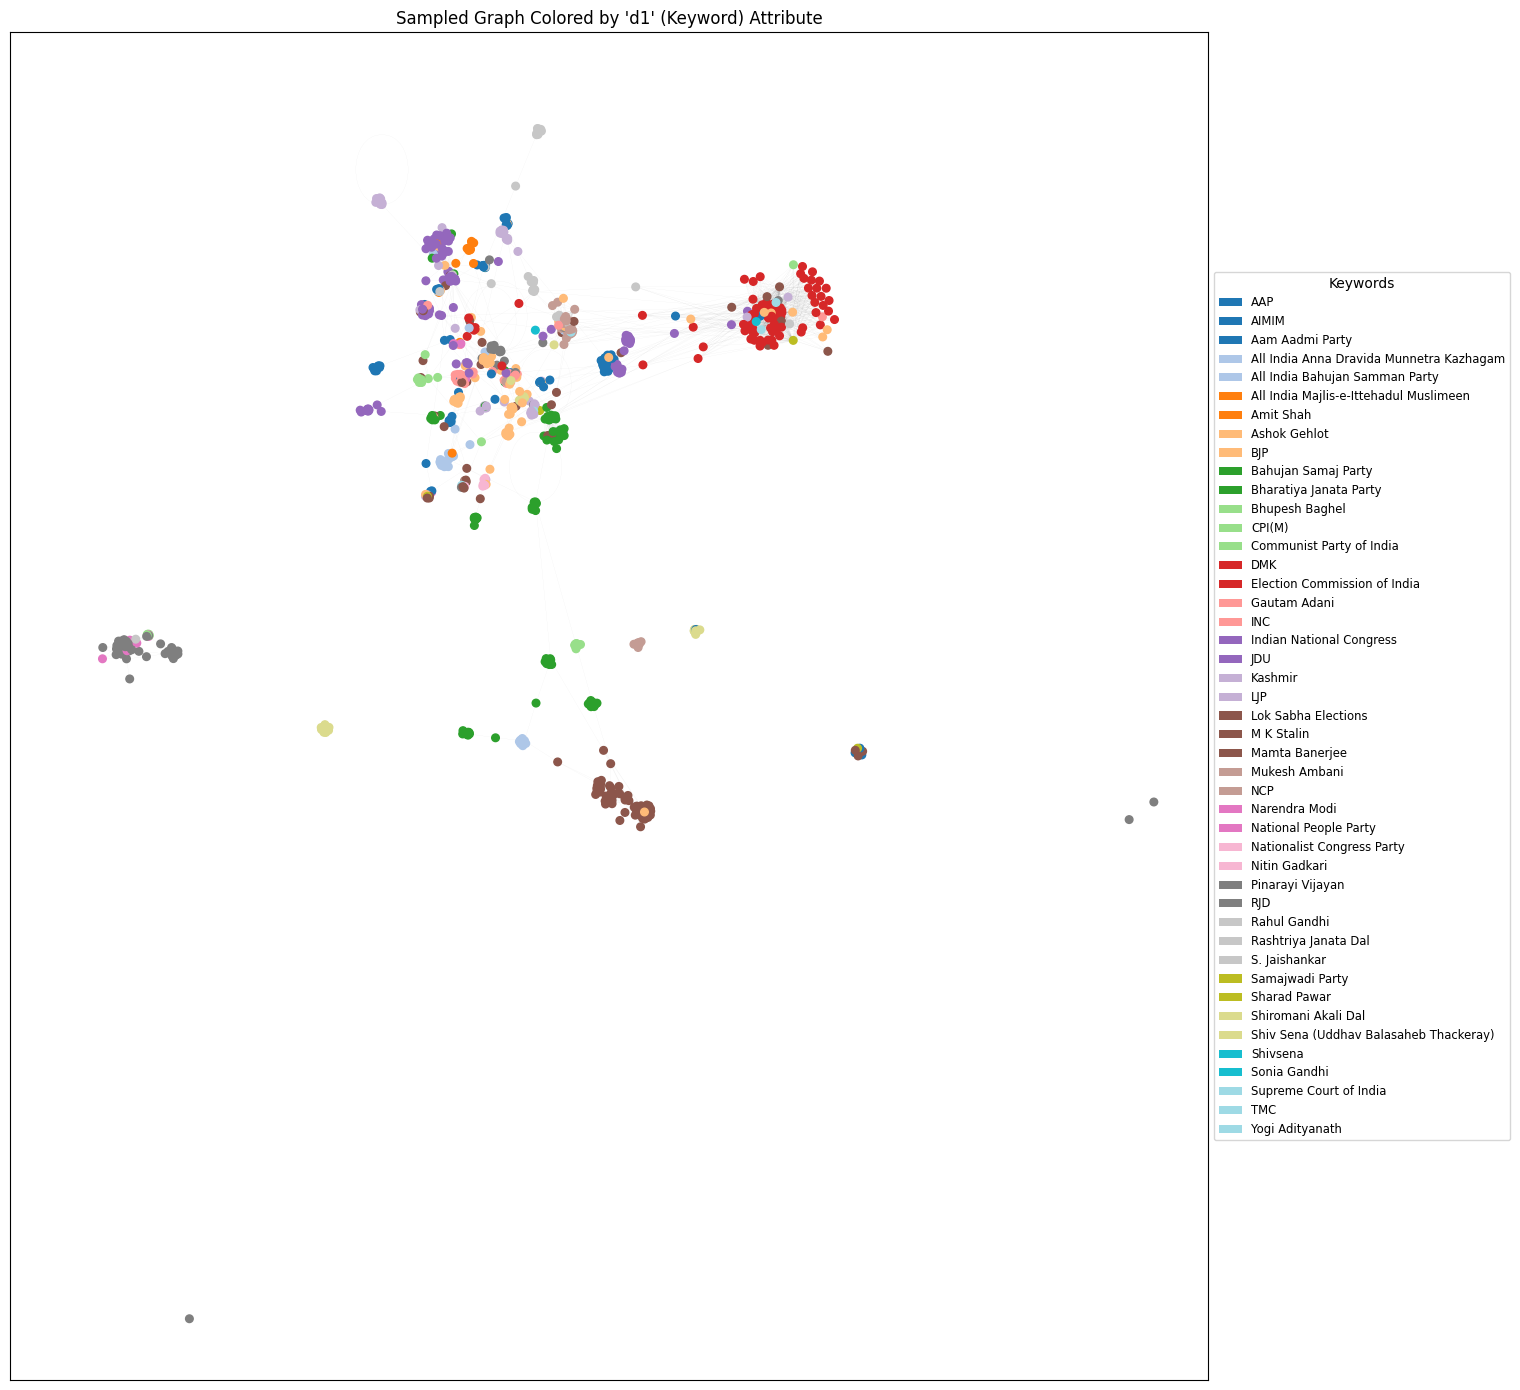 Sampled Graph Colored by 'd1' (Keyword) Attribute
Keywords
AAP
AIMIM
Aam Aadmi Party
All India Anna Dravida Munnetra Kazhagam
All India Bahujan Samman Party
All India Majlis-e-Ittehadul Muslimeen
Amit Shah
Ashok Gehlot
BJP
Bahujan Samaj Party
Bharatiya Janata Party
Bhupesh Baghel
CPI(M)
Communist Party of India
DMK
Election Commission of India
Gautam Adani
INC
Indian National Congress
JDU
Kashmir
LJP
Lok Sabha Elections
M K Stalin
Mamta Banerjee
Mukesh Ambani
NCP
Narendra Modi
National People Party
Nationalist Congress Party
Nitin Gadkari
Pinarayi Vijayan
RJD
Rahul Gandhi
Rashtriya Janata Dal
S. Jaishankar
Samajwadi Party
Sharad Pawar
Shiromani Akali Dal
Shiv Sena (Uddhav Balasaheb Thackeray)
Shivsena
Sonia Gandhi
Supreme Court of India
TMC
Yogi Adityanath